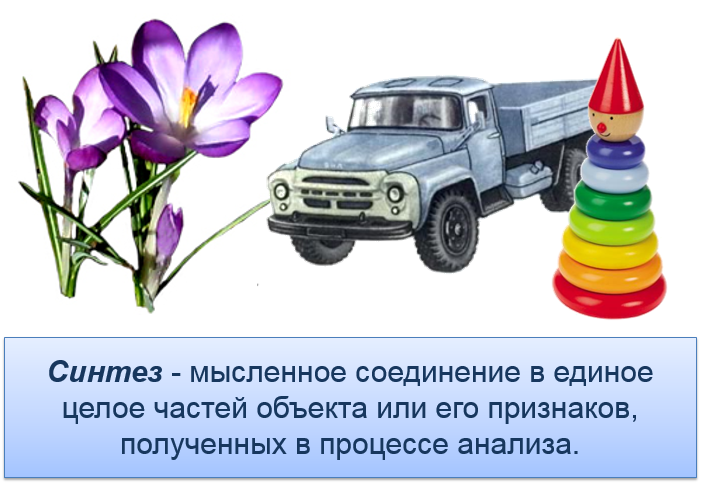 Синтез - мысленное соединение в единое
целое частей объекта или его признаков,
полученных в процессе анализа.